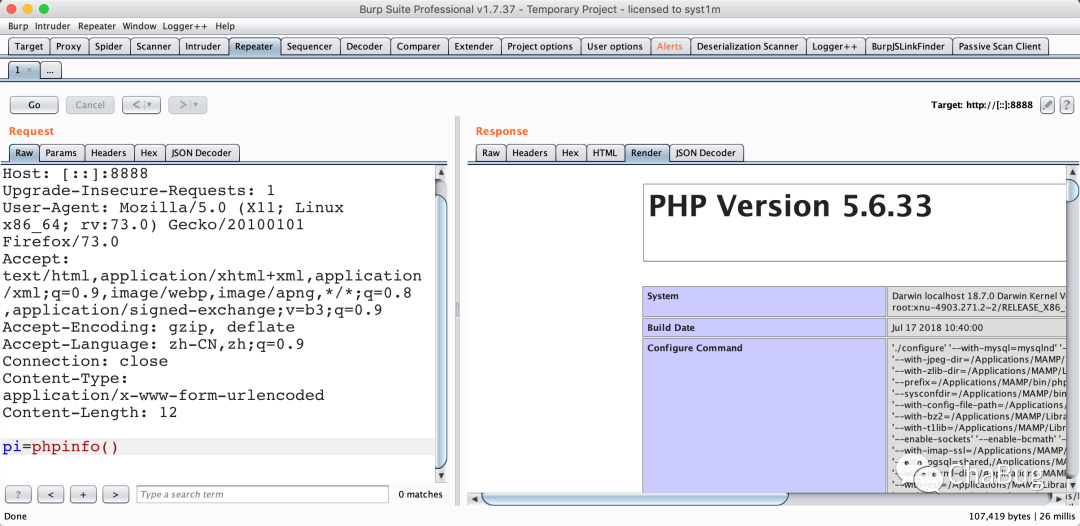 Burp Suite Professional v1.7.37 - Temporary Project - licensed to syst1m
Burp Intruder Repeater Window Logger++ Help
Target Proxy Spider Scanner Intruder Repeater Sequencer Decoder Comparer Extender Project options User options Alerts Deserialization Scanner Logger++ BurpJSLinkFinder Passive Scan Client
1 × ...
Go Cancel < > Target: http://[::]:8888 ?
Request
Raw Params Headers Hex JSON Decoder
Host: [::]:8888
Upgrade-Insecure-Requests: 1
User-Agent: Mozilla/5.0 (X11; Linux
x86_64; rv:73.0) Gecko/20100101
Firefox/73.0
Accept:
text/html,application/xhtml+xml,application
/xml;q=0.9,image/webp,image/apng,*/*;q=0.8
,application/signed-exchange;v=b3;q=0.9
Accept-Encoding: gzip, deflate
Accept-Language: zh-CN,zh;q=0.9
Connection: close
Content-Type:
application/x-www-form-urlencoded
Content-Length: 12
pi=phpinfo()
? < + > Type a search term 0 matches
Response
Raw Headers Hex HTML Render JSON Decoder
PHP Version 5.6.33
System Darwin localhost 18.7.0 Darwin Kernel V
root:xnu-4903.271.2~2/RELEASE_X86_
Build Date Jul 17 2018 10:40:00
Configure Command './configure' '--with-mysql=mysqlnd' '-
'--with-jpeg-dir=/Applications/MAMP/
'--with-zlib-dir=/Applications/MAMP/L
'--prefix=/Applications/MAMP/bin/php
'--sysconfdir=/Applications/MAMP/bin
'--with-config-file-path=/Applications/
'--with-bz2=/Applications/MAMP/Libra
'--with-t1lib=/Applications/MAMP/Libr
'--enable-sockets' '--enable-bcmath' '-
'--with-imap-ssl=/Applications/MAMP/
ChaBug
Done 107,419 bytes | 26 millis